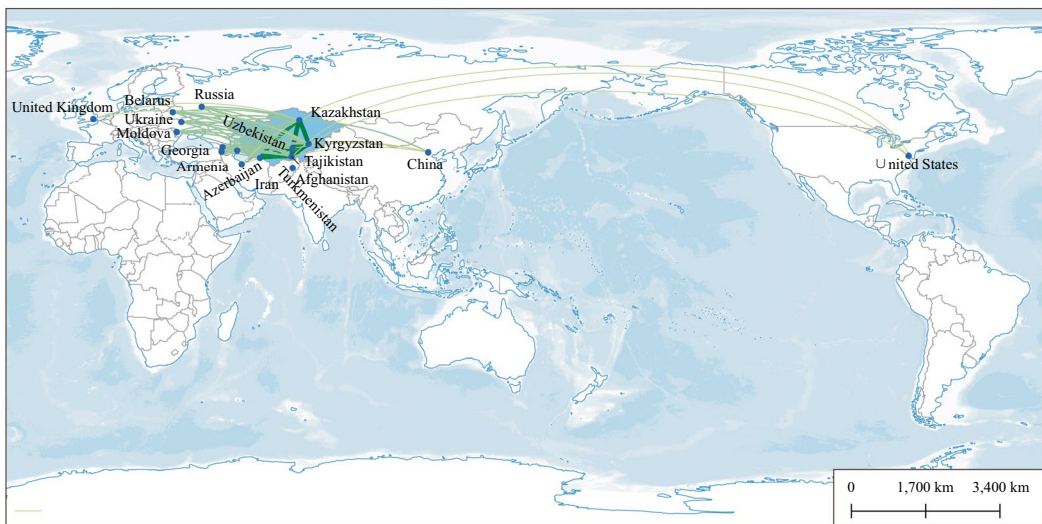 Russia
Belarus
United Kingdom
Kazakhstan
Ukraine
Uzbekistan
Moldova
Kyrgyzstan
Georgia
Tajikistan
China
United States
Armenia
Azerbaijan
Iran
Turkmenistan
Afghanistan
0 1,700 km 3,400 km